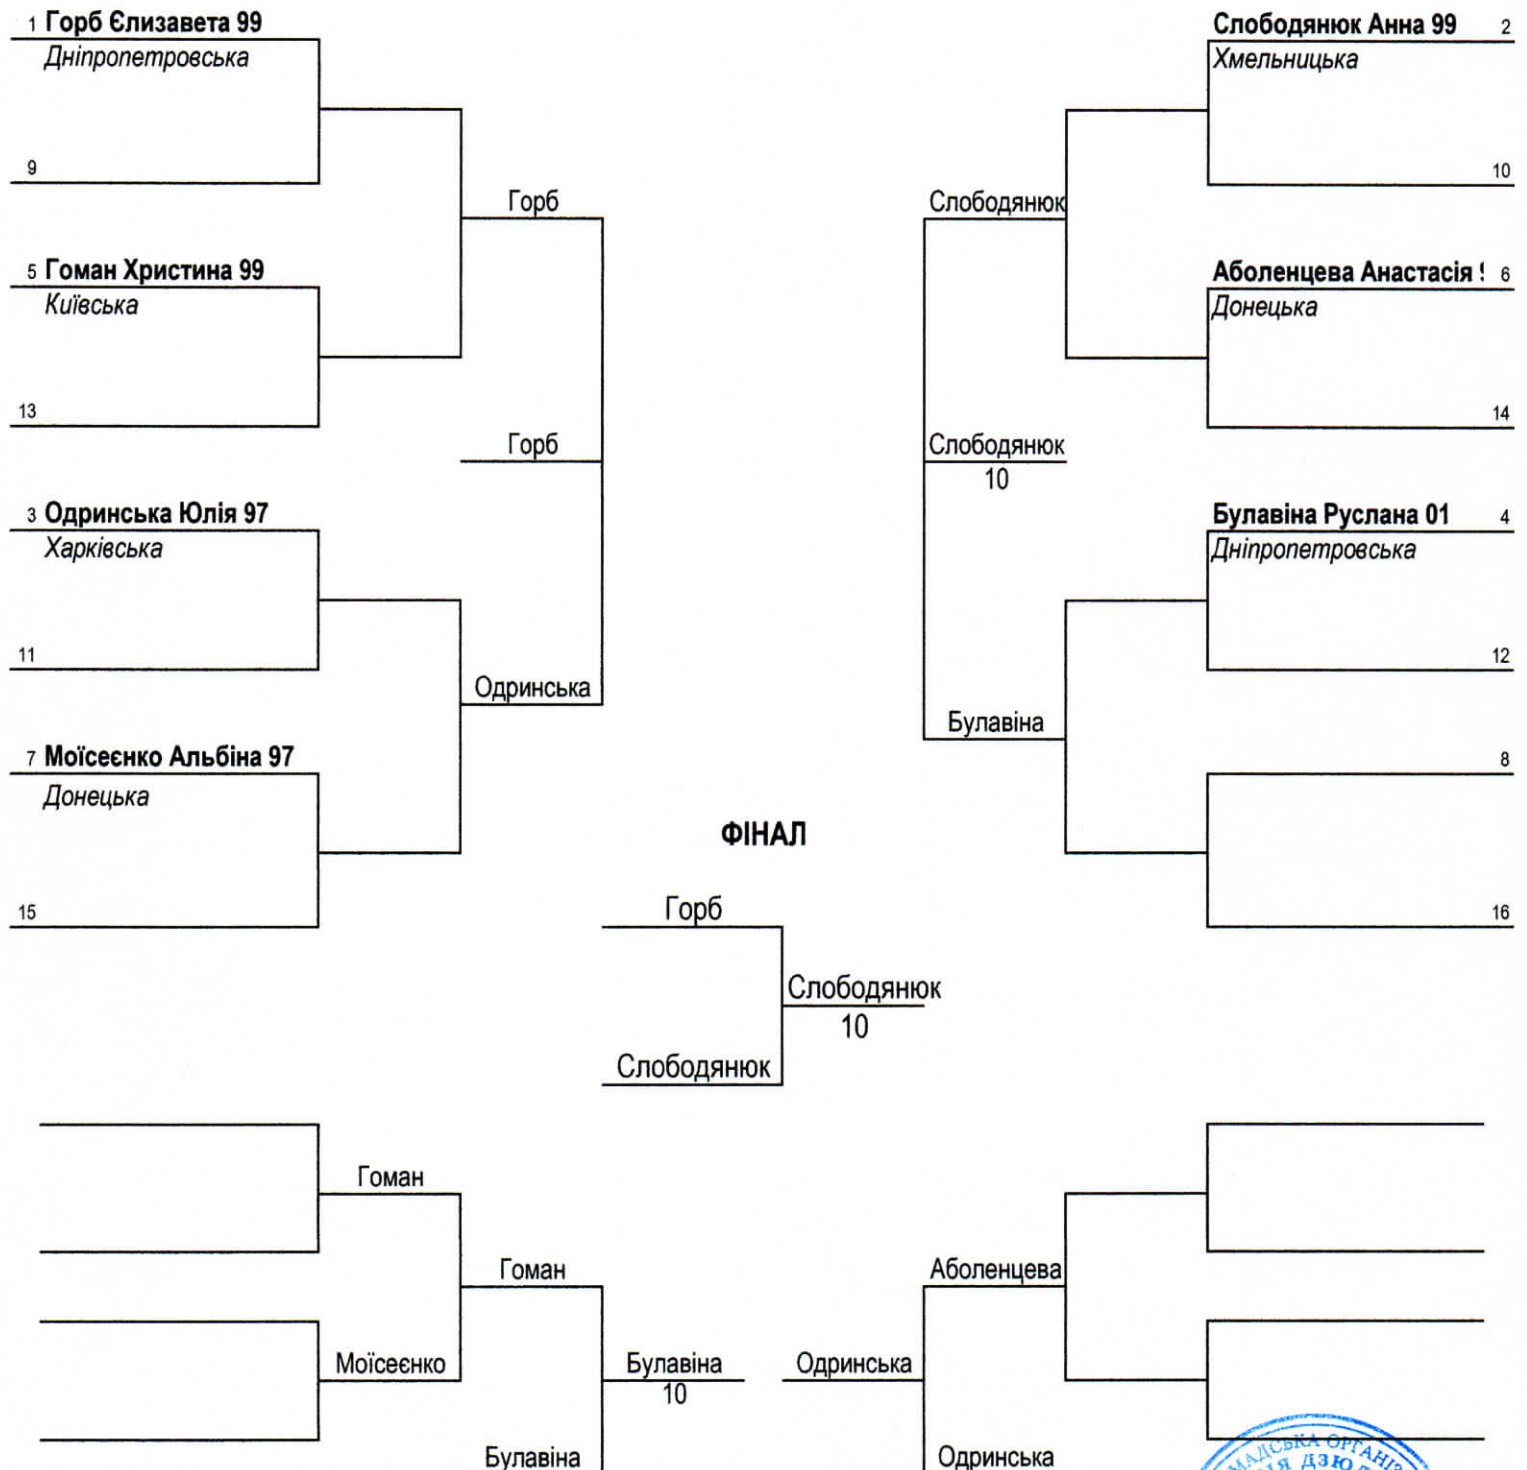 1 Горб Єлизавета 99
Дніпропетровська
9
5 Гоман Христина 99
Київська
13
3 Одринська Юлія 97
Харківська
11
7 Моїсеєнко Альбіна 97
Донецька
15
Горб
Горб
Одринська
Слободянюк Анна 99 2
Хмельницька
10
Аболенцева Анастасія 6
Донецька
14
Булавіна Руслана 01 4
Дніпропетровська
12
8
16
Слободянюк
Слободянюк
10
Булавіна
ФІНАЛ
Горб
Слободянюк
10
Слободянюк
Гоман
Гоман
Моїсеєнко
Булавіна
10
Булавіна
Аболенцева
Одринська
Одринська